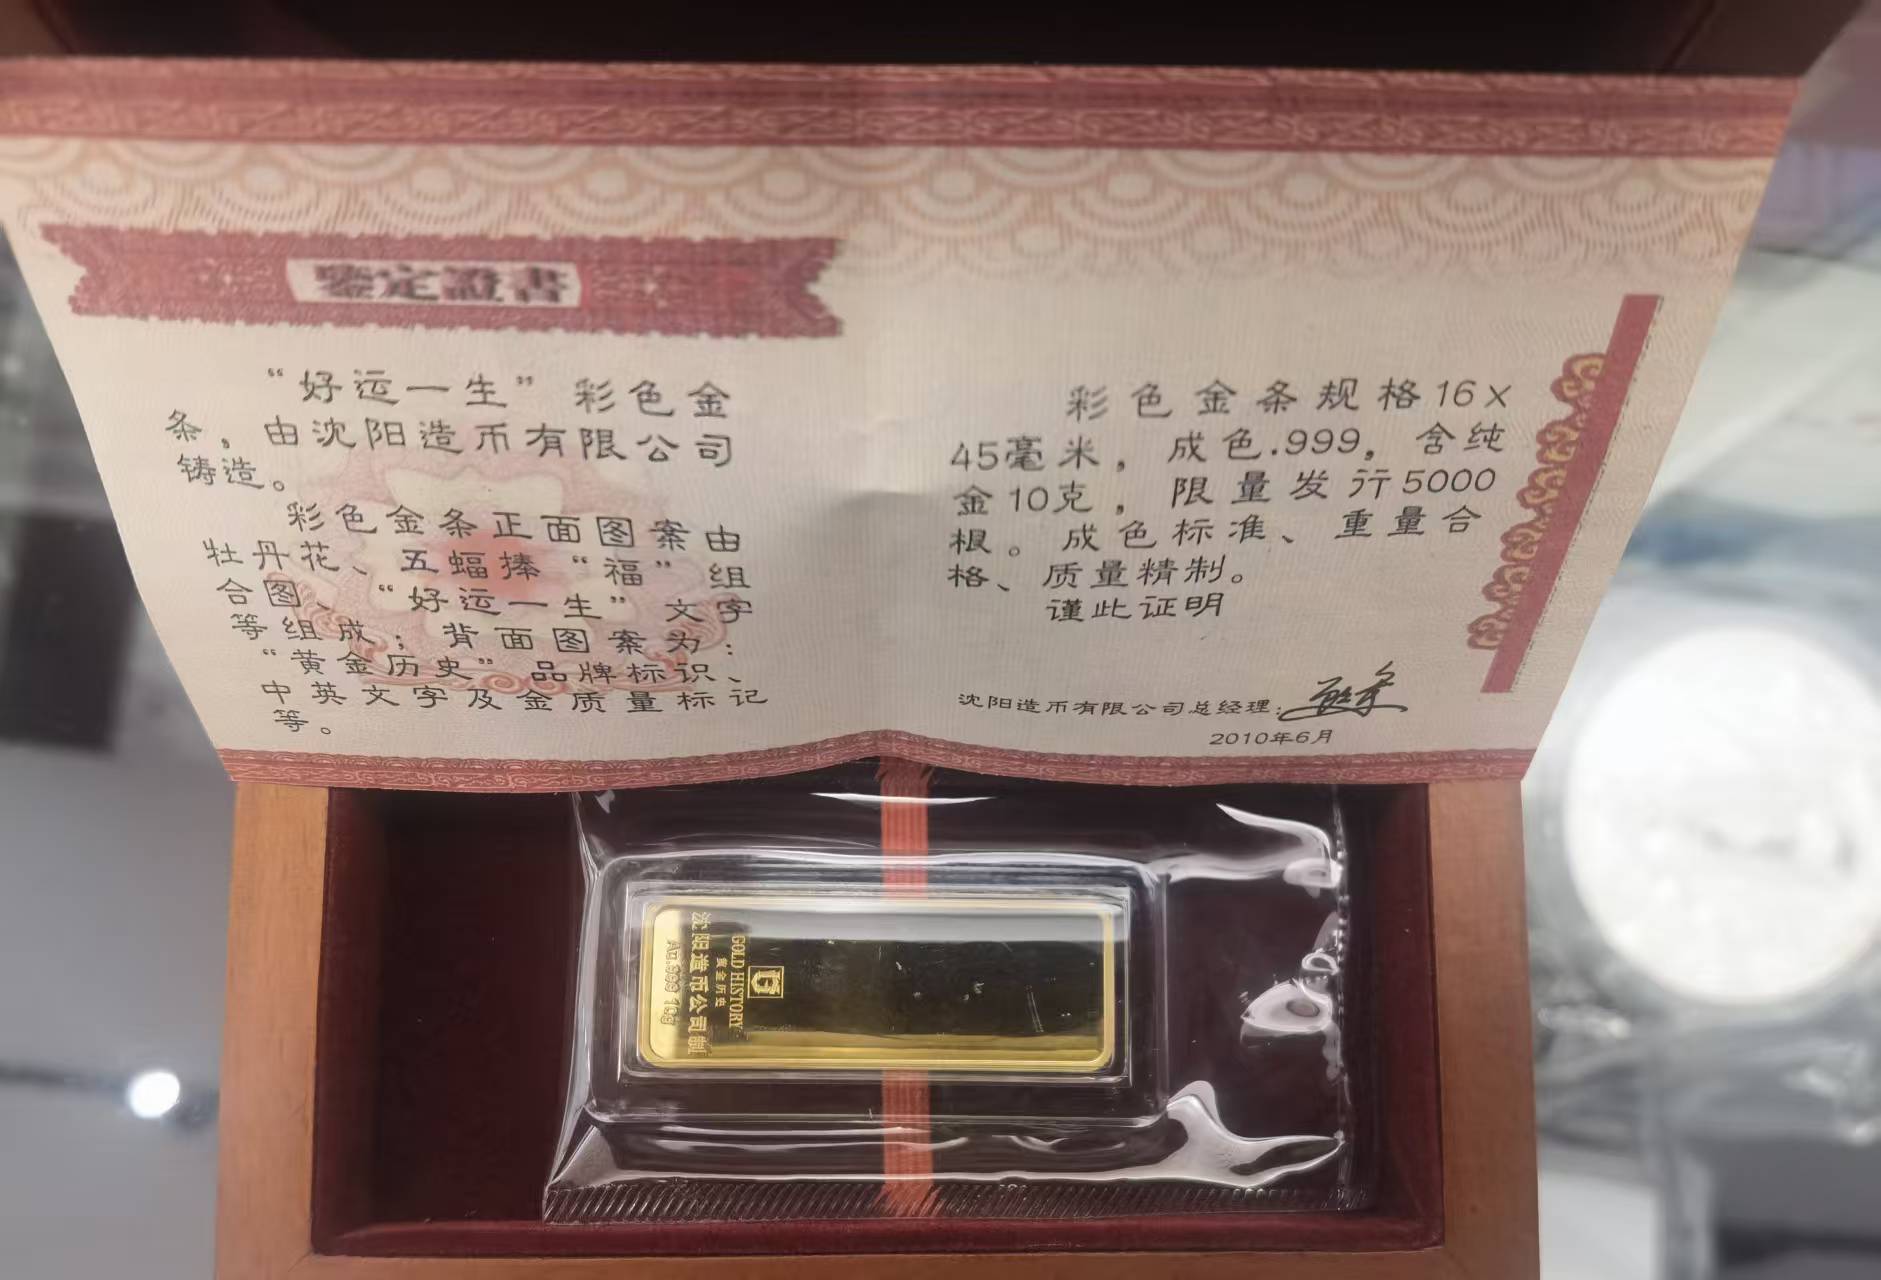 鉴定證書
“好运一生”彩色金
条，由沈阳造币有限公司
铸造。
彩色金条正面图案由
牡丹花、五蝠捧“福”组
合图、“好运一生”文字
等组成；背面图案为：
“黄金历史”品牌标识、
中英文文字及金质量标记
等。
彩色金条规格16×
45毫米，成色.999，含纯
金10克，限量发行5000
根。成色标准、重量合
格、质量精制。
谨此证明
沈阳造币有限公司总经理：
2010年6月
GOLD HISTORY
黄金历史
沈阳造币公司制
Au.999 10g